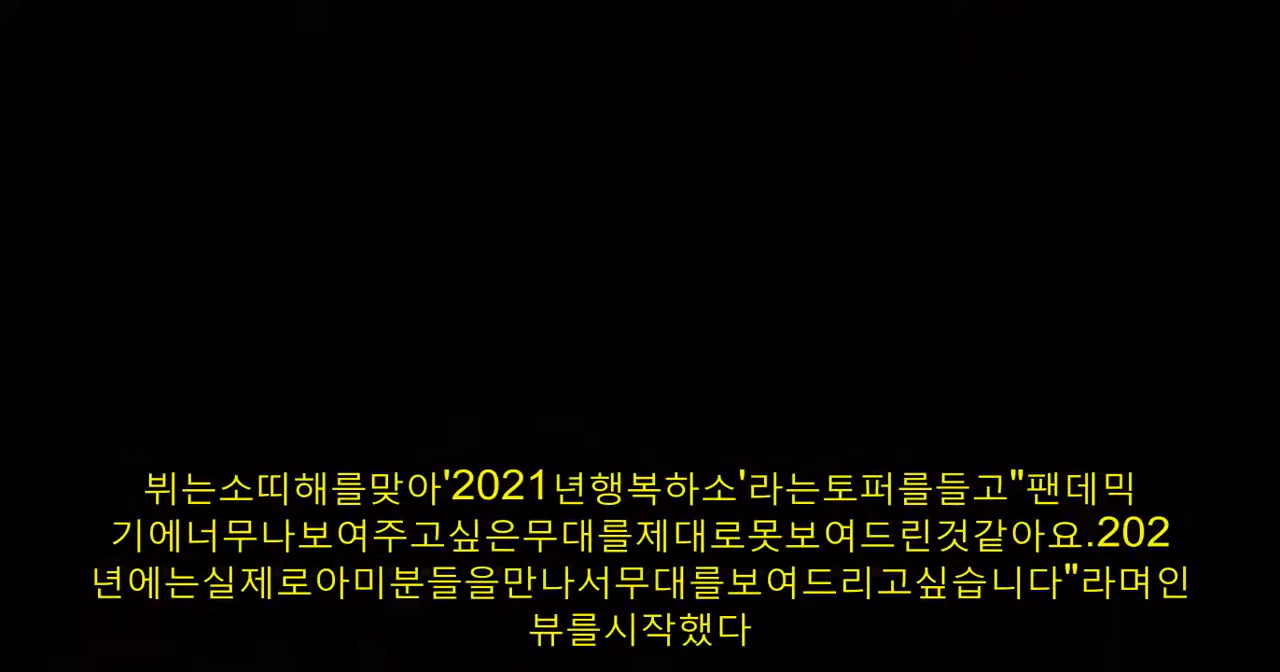 뷔는소띠해를맞아'2021년행복하소'라는토퍼를들고"팬데믹
기에너무나보여주고싶은무대를제대로못보여드린것같아요.202
년에는실제로아미분들을만나서무대를보여드리고싶습니다"라며인
뷰를시작했다